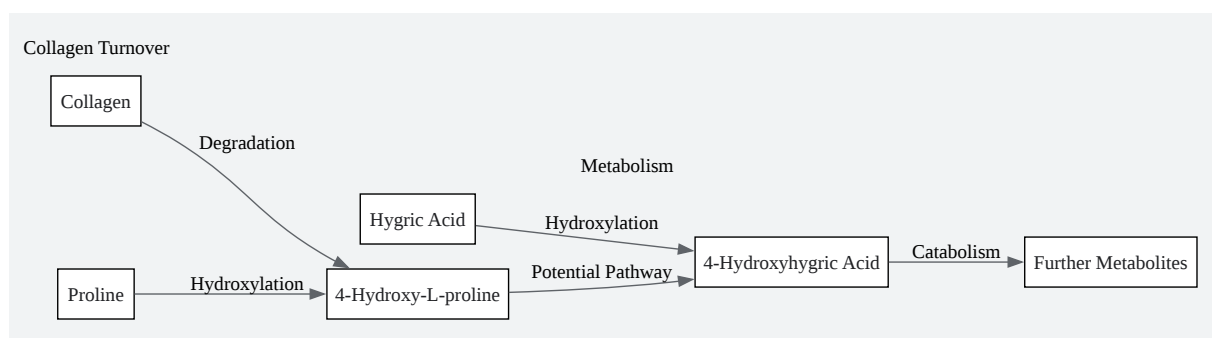 Collagen Turnover
Collagen
Degradation
Metabolism
Hygric Acid
Hydroxylation
4-Hydroxyhygric Acid
Catabolism
Further Metabolites
Potential Pathway
Proline
Hydroxylation
4-Hydroxy-L-proline